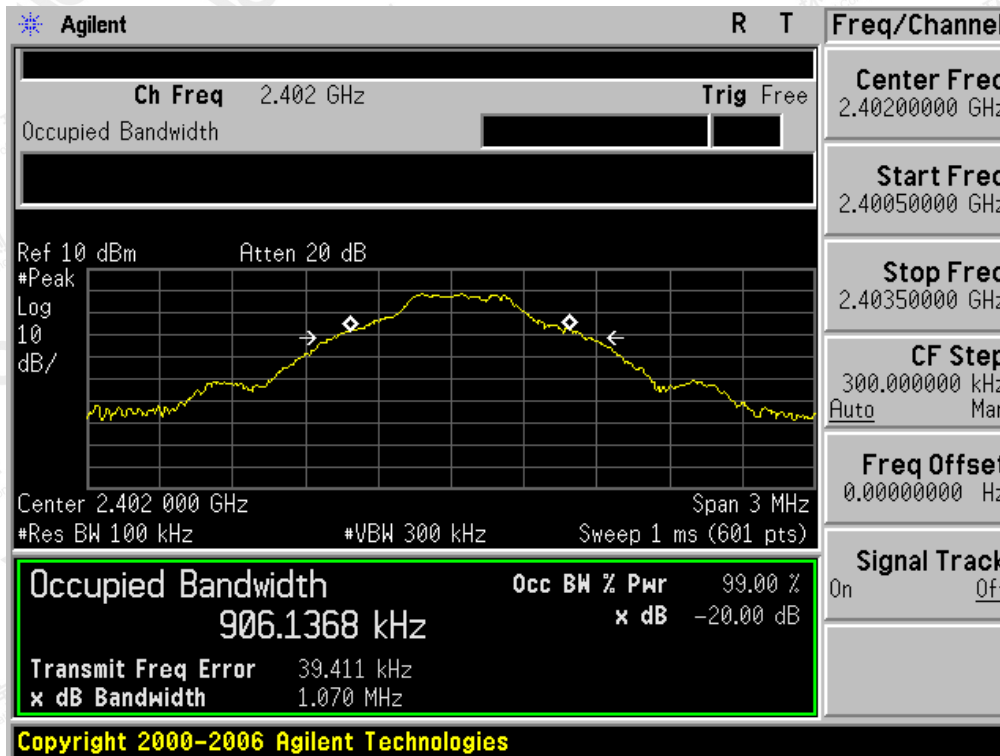 Agilent R T
Freq/Channel
Ch Freq 2.402 GHz Trig Free
Occupied Bandwidth
Center Freq
2.40200000 GHz
Start Freq
2.40050000 GHz
Stop Freq
2.40350000 GHz
CF Step
300.000000 kHz
Auto Man
Freq Offset
0.00000000 Hz
Signal Track
On Off
Ref 10 dBm Atten 20 dB
#Peak
Log
10
dB/
Center 2.402 000 GHz Span 3 MHz
#Res BW 100 kHz #VBW 300 kHz Sweep 1 ms (601 pts)
Occupied Bandwidth
906.1368 kHz
Occ BW % Pwr 99.00 %
x dB -20.00 dB
Transmit Freq Error 39.411 kHz
x dB Bandwidth 1.070 MHz
Copyright 2000-2006 Agilent Technologies